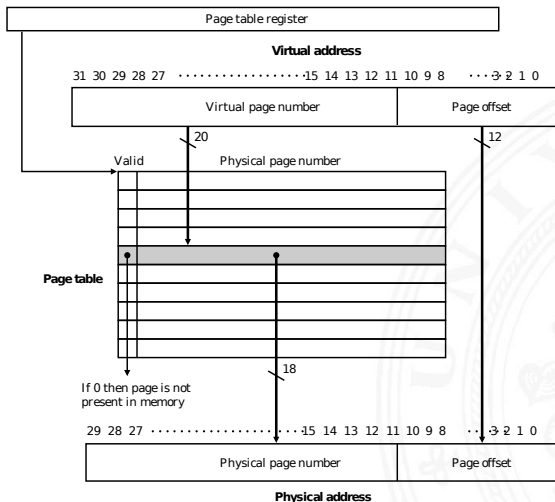 Page table register
Virtual address
31 30 29 28 27 ··························· 15 14 13 12 11 10 9 8 ······ 3 2 1 0
Virtual page number Page offset
20 12
Valid Physical page number
Page table
18
If 0 then page is not
present in memory
29 28 27 ··························· 15 14 13 12 11 10 9 8 ······ 3 2 1 0
Physical page number Page offset
Physical address
U N I V